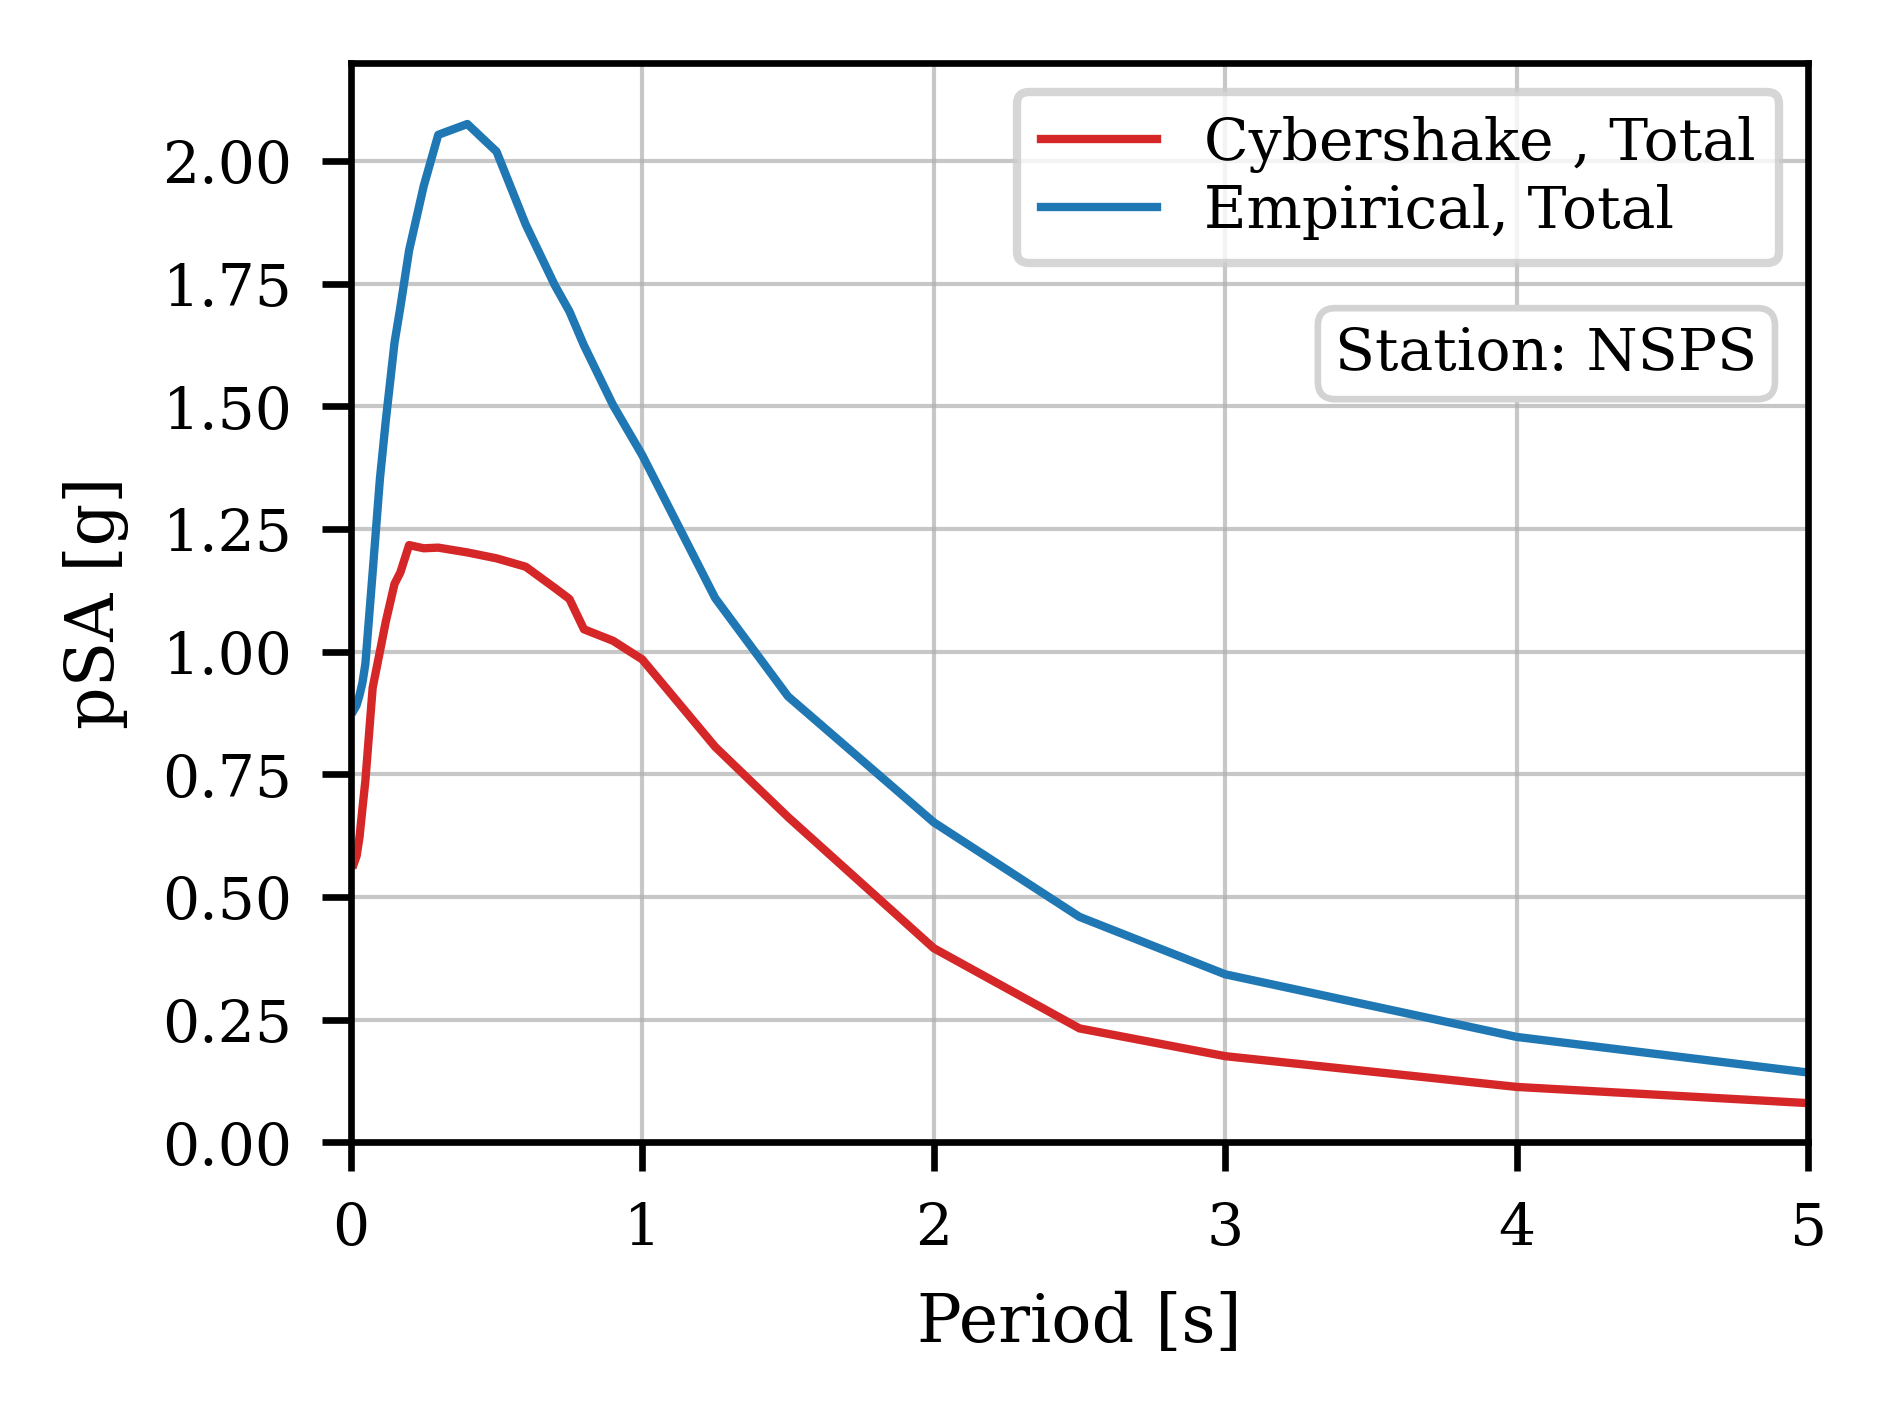 Cybershake , Total
Empirical, Total
Station: NSPS
pSA [g]
2.00
1.75
1.50
1.25
1.00
0.75
0.50
0.25
0.00
0 1 2 3 4 5
Period [s]